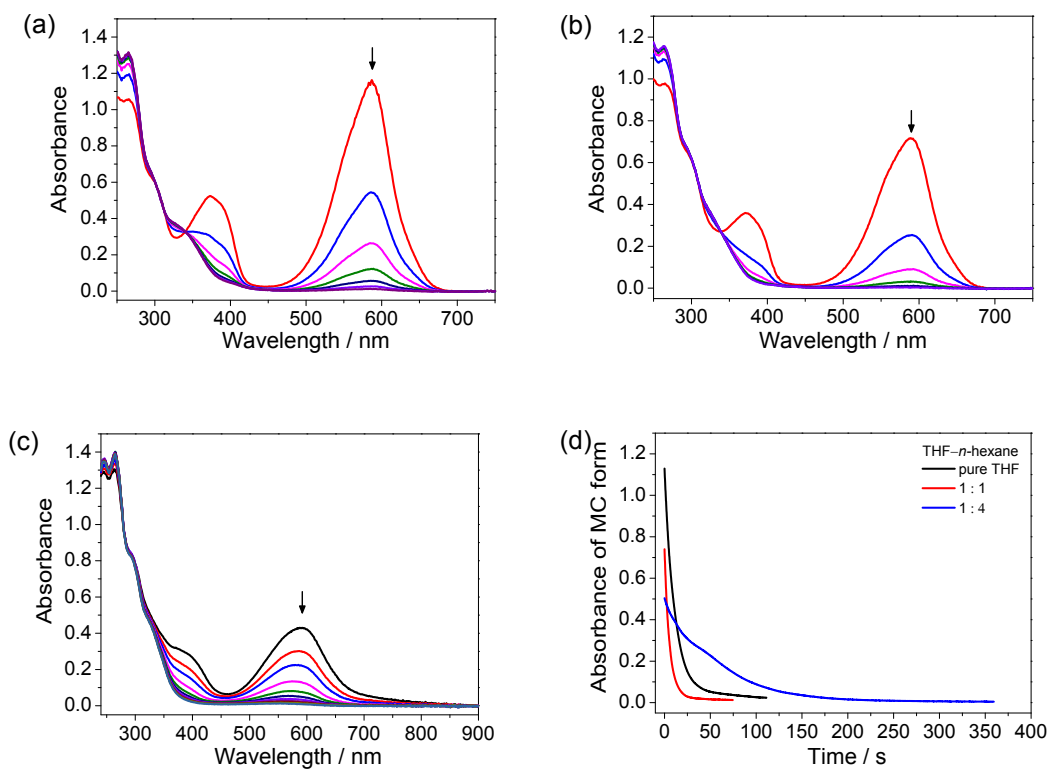 (a)
1.4
1.2
1.0
0.8
0.6
0.4
0.2
0.0
Absorbance
300 400 500 600 700
Wavelength / nm
(b)
1.2
1.0
0.8
0.6
0.4
0.2
0.0
Absorbance
300 400 500 600 700
Wavelength / nm
(c)
1.4
1.2
1.0
0.8
0.6
0.4
0.2
0.0
Absorbance
300 400 500 600 700 800 900
Wavelength / nm
(d)
1.2
1.0
0.8
0.6
0.4
0.2
0.0
Absorbance of MC form
THF–n-hexane
pure THF
1 : 1
1 : 4
0 50 100 150 200 250 300 350 400
Time / s